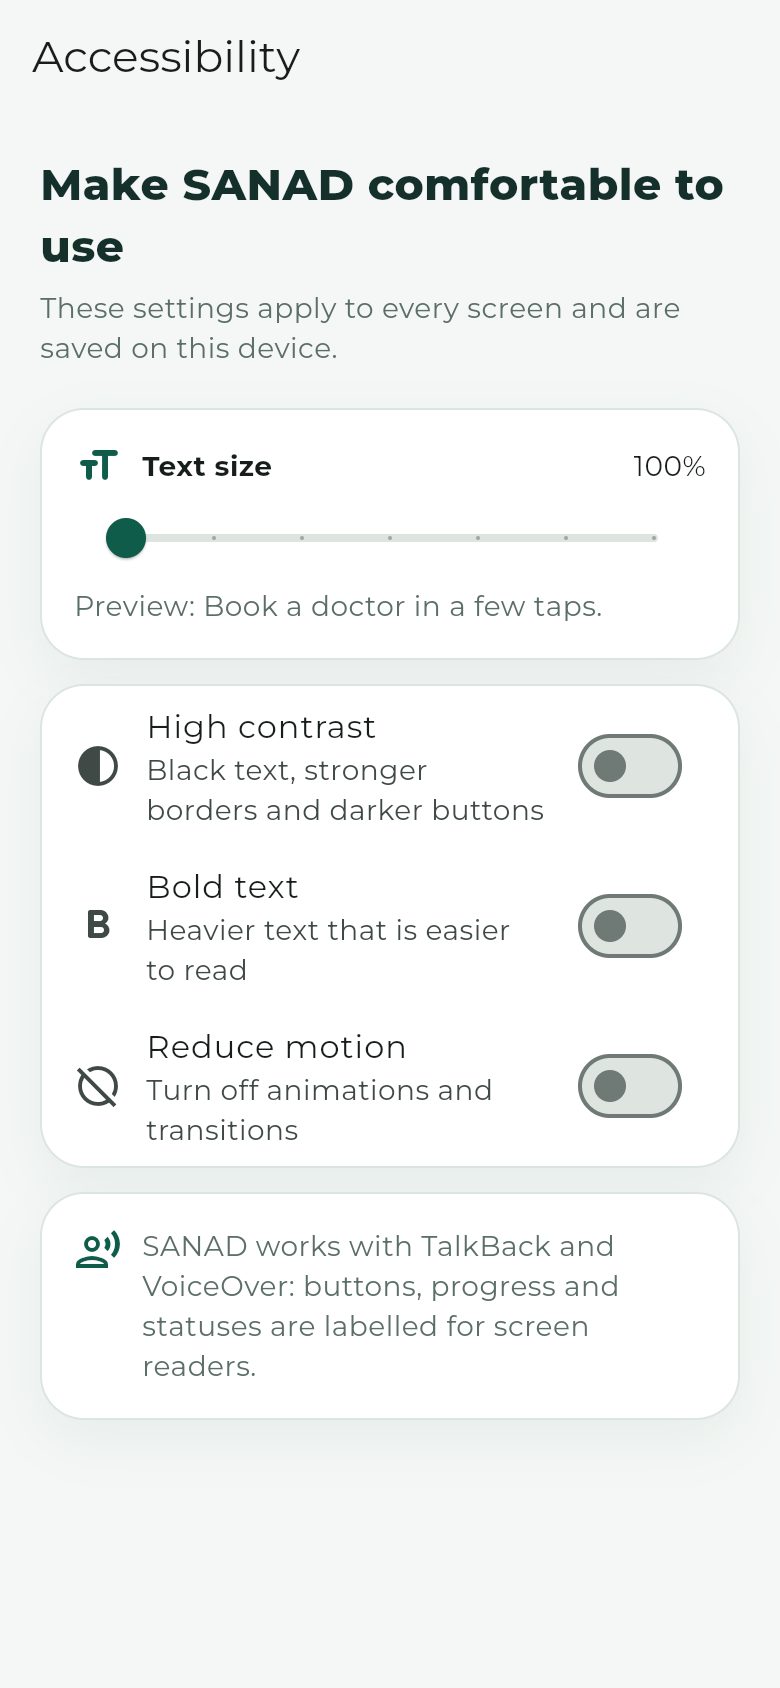 Accessibility
Make SANAD comfortable to
use
These settings apply to every screen and are
saved on this device.
Text size 100%
Preview: Book a doctor in a few taps.
High contrast
Black text, stronger
borders and darker buttons
B
Bold text
Heavier text that is easier
to read
Reduce motion
Turn off animations and
transitions
SANAD works with TalkBack and
VoiceOver: buttons, progress and
statuses are labelled for screen
readers.